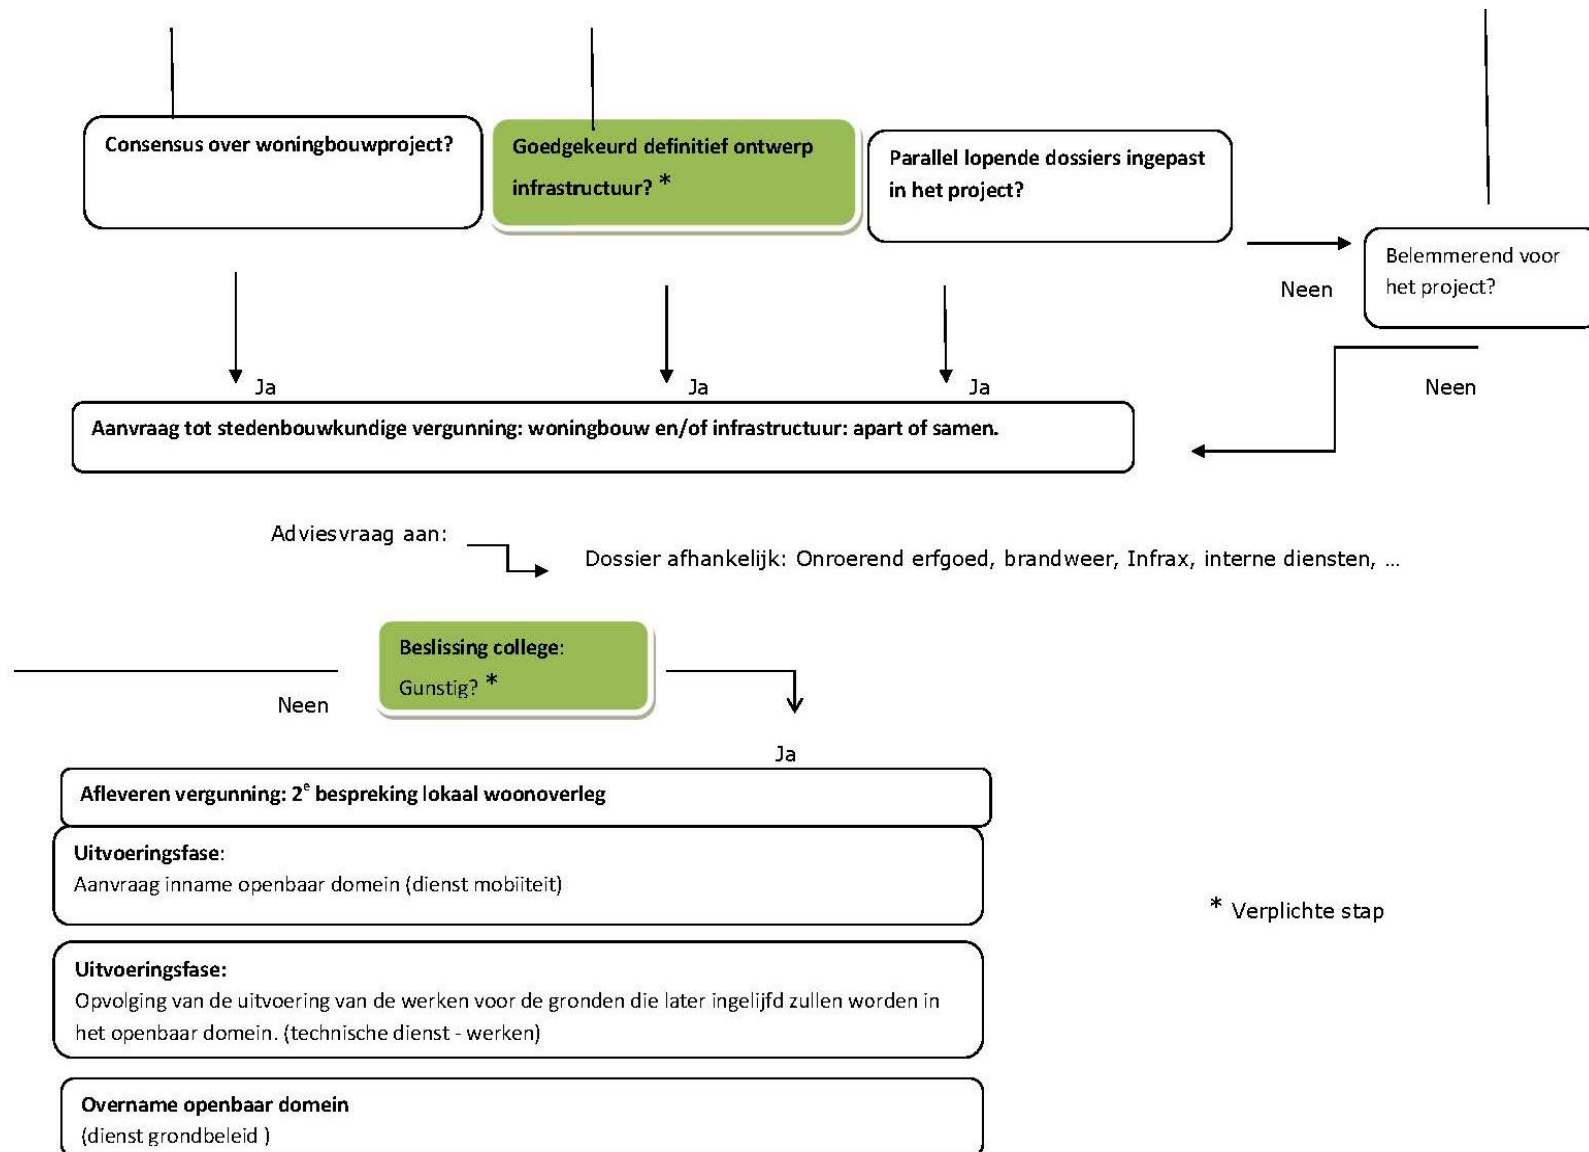 Consensus over woningbouwproject?
Goedgekeurd definitief ontwerp
infrastructuur? *
Parallel lopende dossiers ingepast
in het project?
Belemmerend voor
het project?
Neen
Ja
Ja
Ja
Neen
Aanvraag tot stedenbouwkundige vergunning: woningbouw en/of infrastructuur: apart of samen.
Adviesvraag aan:
Dossier afhankelijk: Onroerend erfgoed, brandweer, Infrax, interne diensten, ...
Beslissing college:
Gunstig? *
Neen
Ja
Afleveren vergunning: 2e bespreking lokaal woonoverleg
Uitvoeringsfase:
Aanvraag inname openbaar domein (dienst mobiiteit)
* Verplichte stap
Uitvoeringsfase:
Opvolging van de uitvoering van de werken voor de gronden die later ingelijfd zullen worden in
het openbaar domein. (technische dienst - werken)
Overname openbaar domein
(dienst grondbeleid )